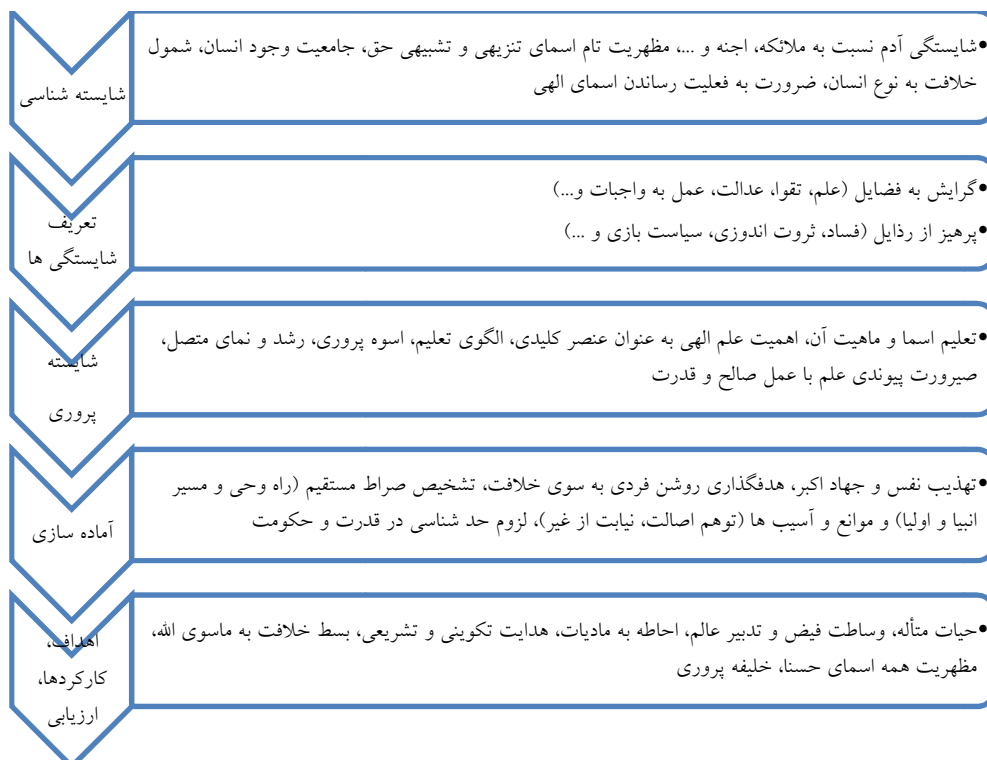 شایسته شناسی
•شایستگی آدم نسبت به ملائکه، اجنه و ...، مظهریت تام اسمای تنزیهی و تشبیهی حق، جامعیت وجود انسان، شمول
خلافت به نوع انسان، ضرورت به فعلیت رساندن اسمای الهی
تعریف
شایستگی ها
•گرایش به فضایل (علم، تقوا، عدالت، عمل به واجبات و...)
•پرهیز از رذایل (فساد، ثروت اندوزی، سیاست بازی و ...)
شایسته
پروری
•تعلیم اسما و ماهیت آن، اهمیت علم الهی به عنوان عنصر کلیدی، الگوی تعلیم، اسوه پروری، رشد و نمای متصل،
صیرورت پیوندی علم با عمل صالح و قدرت
آماده سازی
•تهذیب نفس و جهاد اکبر، هدفگذاری روشن فردی به سوی خلافت، تشخیص صراط مستقیم (راه وحی و مسیر
انبیا و اولیا) و موانع و آسیب ها (توهم اصالت، نیابت از غیر)، لزوم حد شناسی در قدرت و حکومت
اهداف،
کارکردها،
ارزیابی
•حیات متأله، وساطت فیض و تدبیر عالم، احاطه به مادیات، هدایت تکوینی و تشریعی، بسط خلافت به ماسوی الله،
مظهریت همه اسمای حسنا، خلیفه پروری